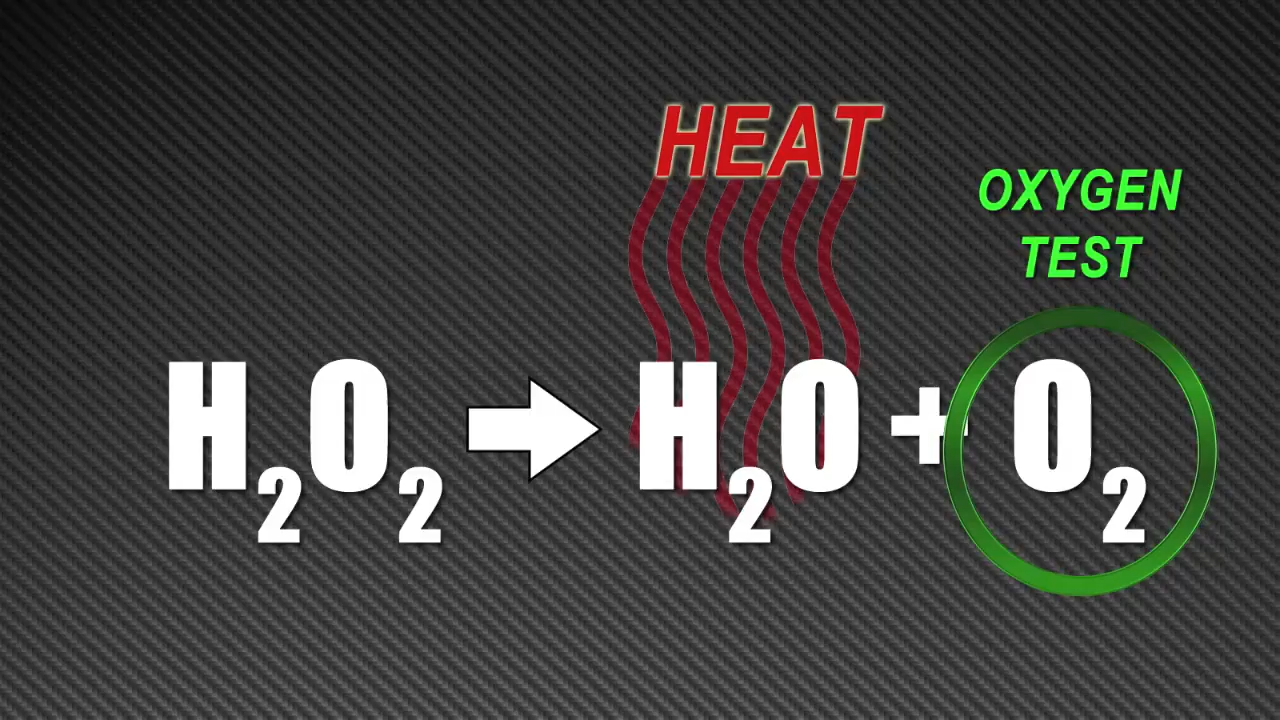 HEAT
OXYGEN
TEST
H₂O₂ → H₂O + O₂